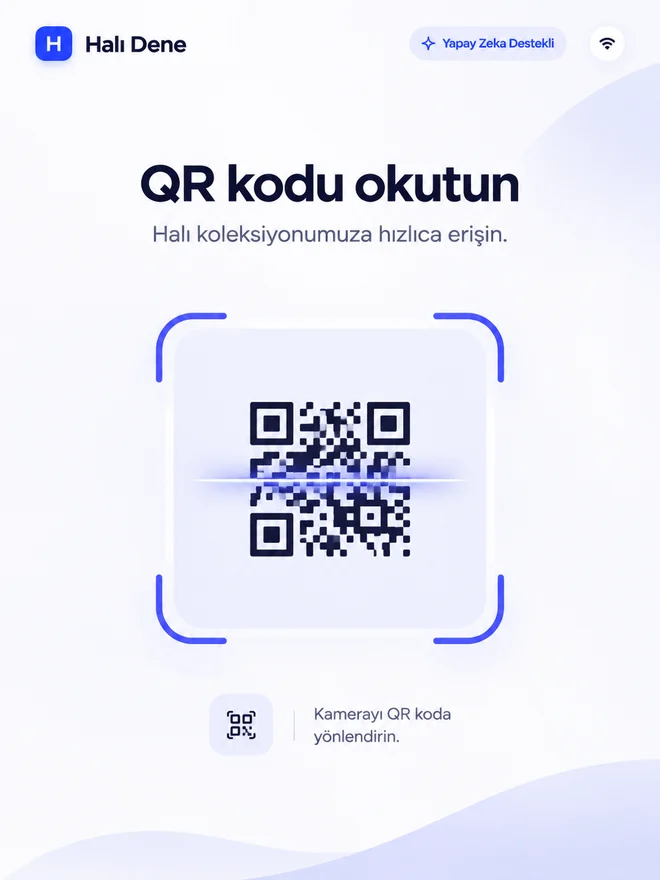 H Halı Dene
Yapay Zeka Destekli
QR kodu okutun
Halı koleksiyonumuza hızlıca erişin.
Kamerayı QR koda
yönlendirin.